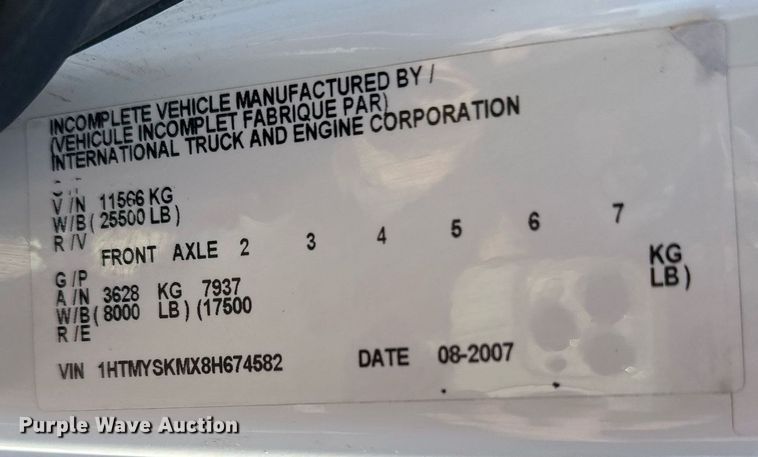 INCOMPLETE VEHICLE MANUFACTURED BY /
(VEHICULE INCOMPLET FABRIQUE PAR)
INTERNATIONAL TRUCK AND ENGINE CORPORATION
V /N 11566 KG
W/B( 25500 LB)
R /V
FRONT AXLE 2 3 4 5 6 7
G /P KG
A /N 3628 KG 7937 LB)
W/B( 8000 LB) (17500
R /E
VIN 1HTMYSKMX8H674582 DATE 08-2007
Purple Wave Auction